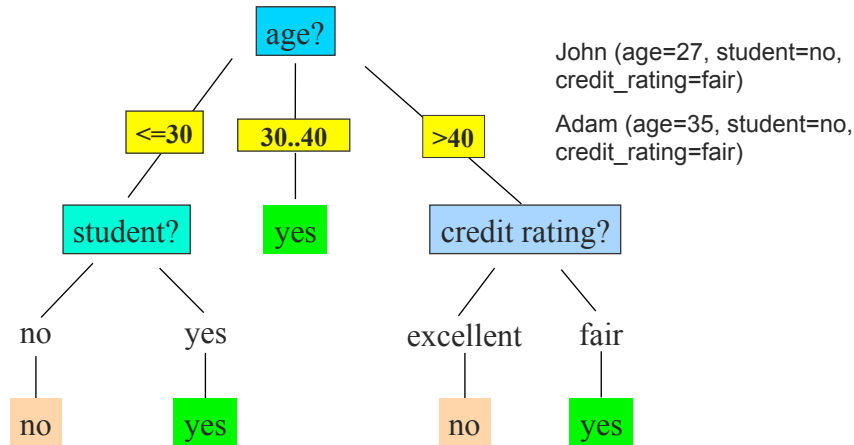 age?
John (age=27, student=no,
credit_rating=fair)
Adam (age=35, student=no,
credit_rating=fair)
<=30
30..40
>40
student?
yes
credit rating?
no
yes
excellent
fair
no
yes
no
yes